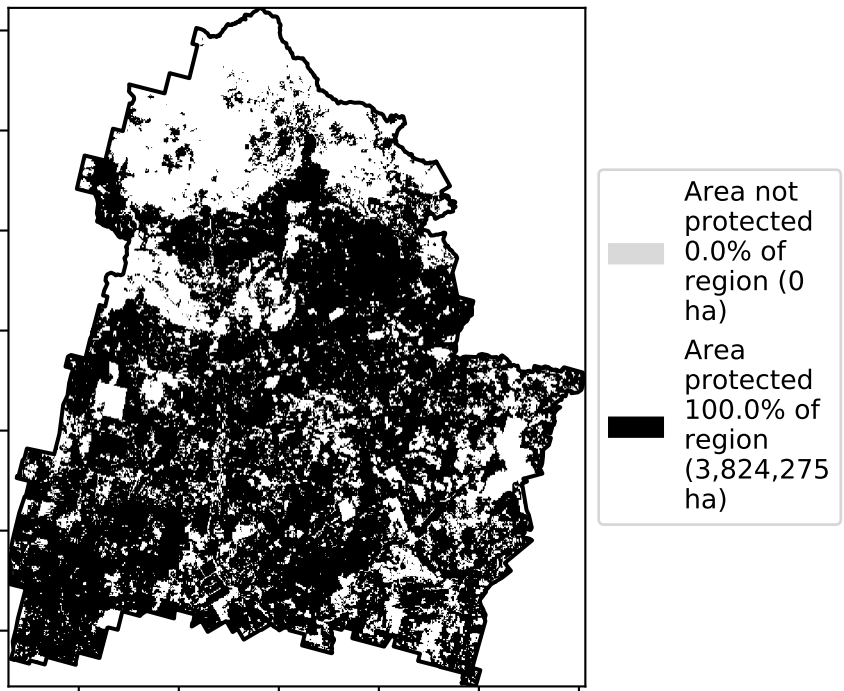 Area not
protected
0.0% of
region (0
ha)
Area
protected
100.0% of
region
(3,824,275
ha)